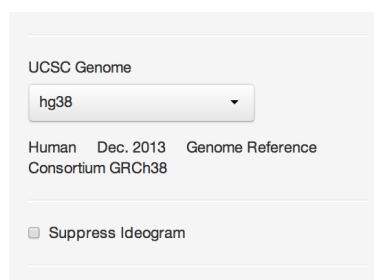 UCSC Genome
hg38
Human Dec. 2013 Genome Reference
Consortium GRCh38
Suppress Ideogram